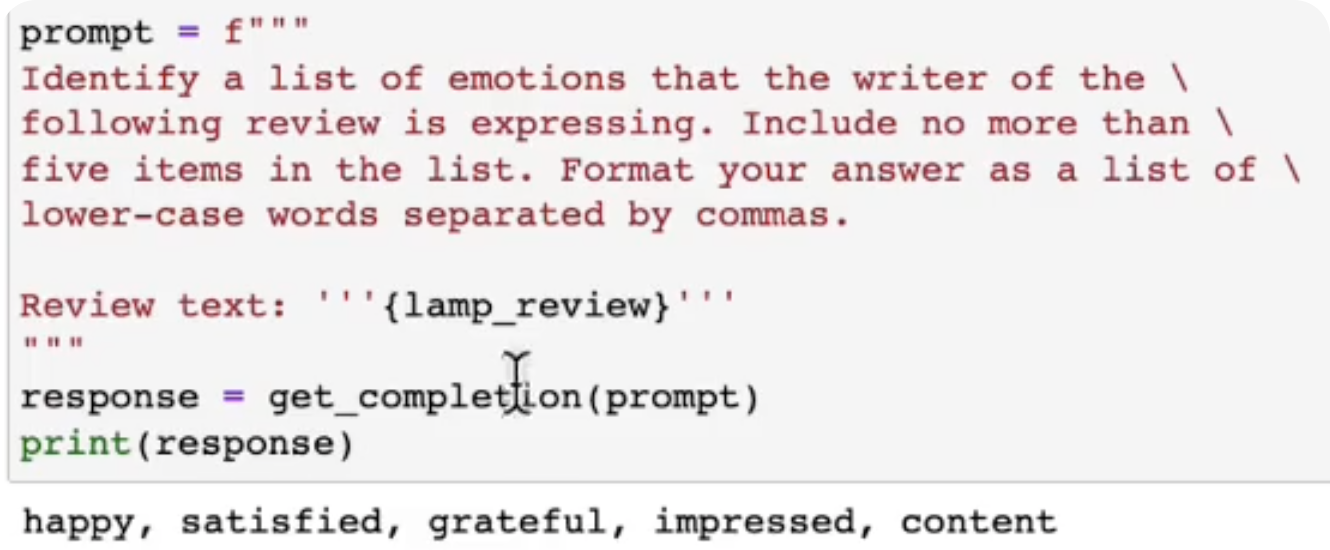 prompt = f"""
Identify a list of emotions that the writer of the \
following review is expressing. Include no more than \
five items in the list. Format your answer as a list of \
lower-case words separated by commas.
Review text: '''{lamp_review}'''
"""
response = get_completion(prompt)
print(response)
happy, satisfied, grateful, impressed, content